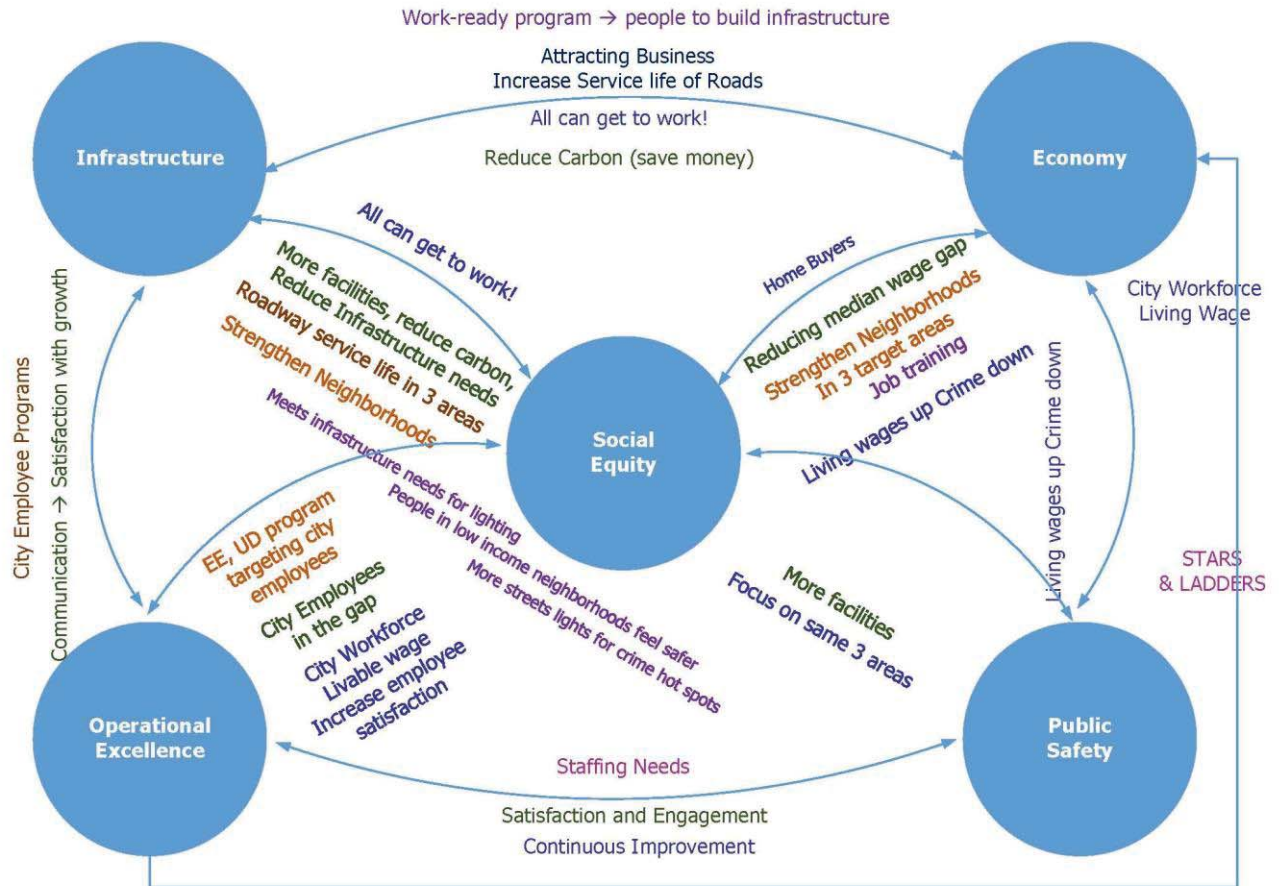 Work-ready program → people to build infrastructure
Attracting Business
Increase Service life of Roads
All can get to work!
Reduce Carbon (save money)
Infrastructure
Economy
All can get to work!
More facilities, reduce carbon,
Reduce Infrastructure needs
Roadway service life in 3 areas
Strengthen Neighborhoods
Home Buyers
Reducing median wage gap
Strengthen Neighborhoods
In 3 target areas
Job training
Living wages up Crime down
City Workforce
Living Wage
City Employee Programs
Communication → Satisfaction with growth
Social
Equity
Living wages up Crime down
Meets infrastructure needs for lighting
People in low income neighborhoods feel safer
More streets lights for crime hot spots
EE, UD program
targeting city
employees
City Employees
in the gap
City Workforce
Livable wage
Increase employee
satisfaction
More facilities
Focus on same 3 areas
STARS
& LADDERS
Operational
Excellence
Public
Safety
Staffing Needs
Satisfaction and Engagement
Continuous Improvement